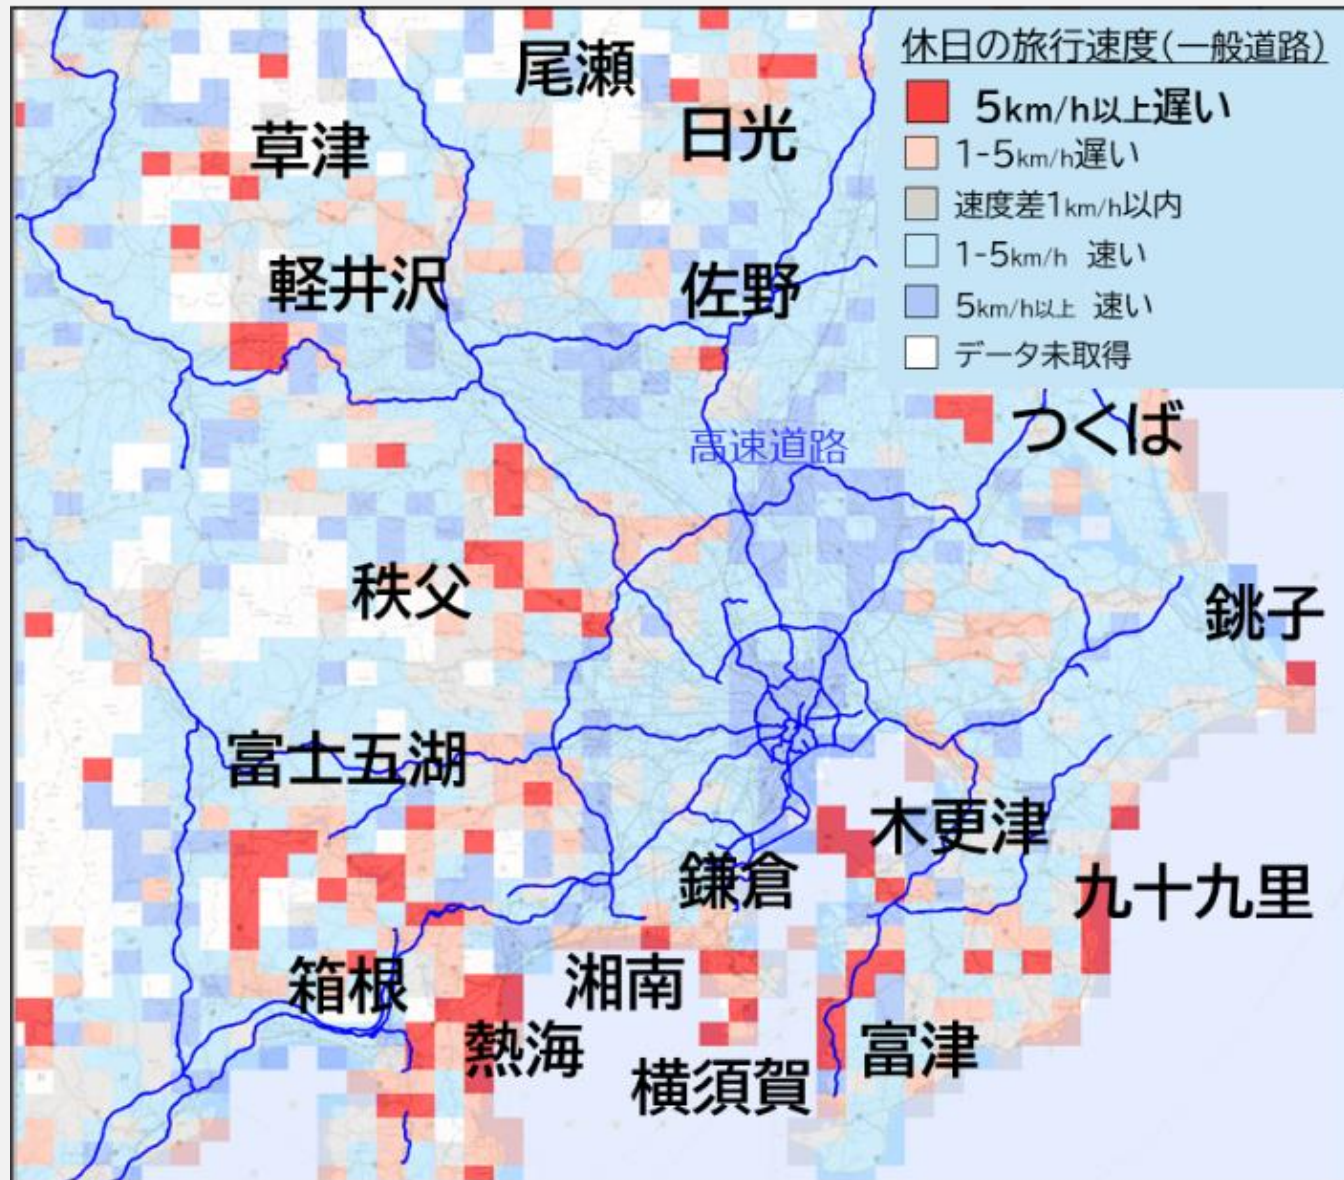 休日の旅行速度(一般道路)
5km/h以上遅い
1-5km/h遅い
速度差1km/h以内
1-5km/h 速い
5km/h以上 速い
データ未取得
尾瀬
日光
草津
軽井沢
佐野
つくば
高速道路
秩父
銚子
富士五湖
木更津
鎌倉
九十九里
箱根
湘南
熱海
富津
横須賀